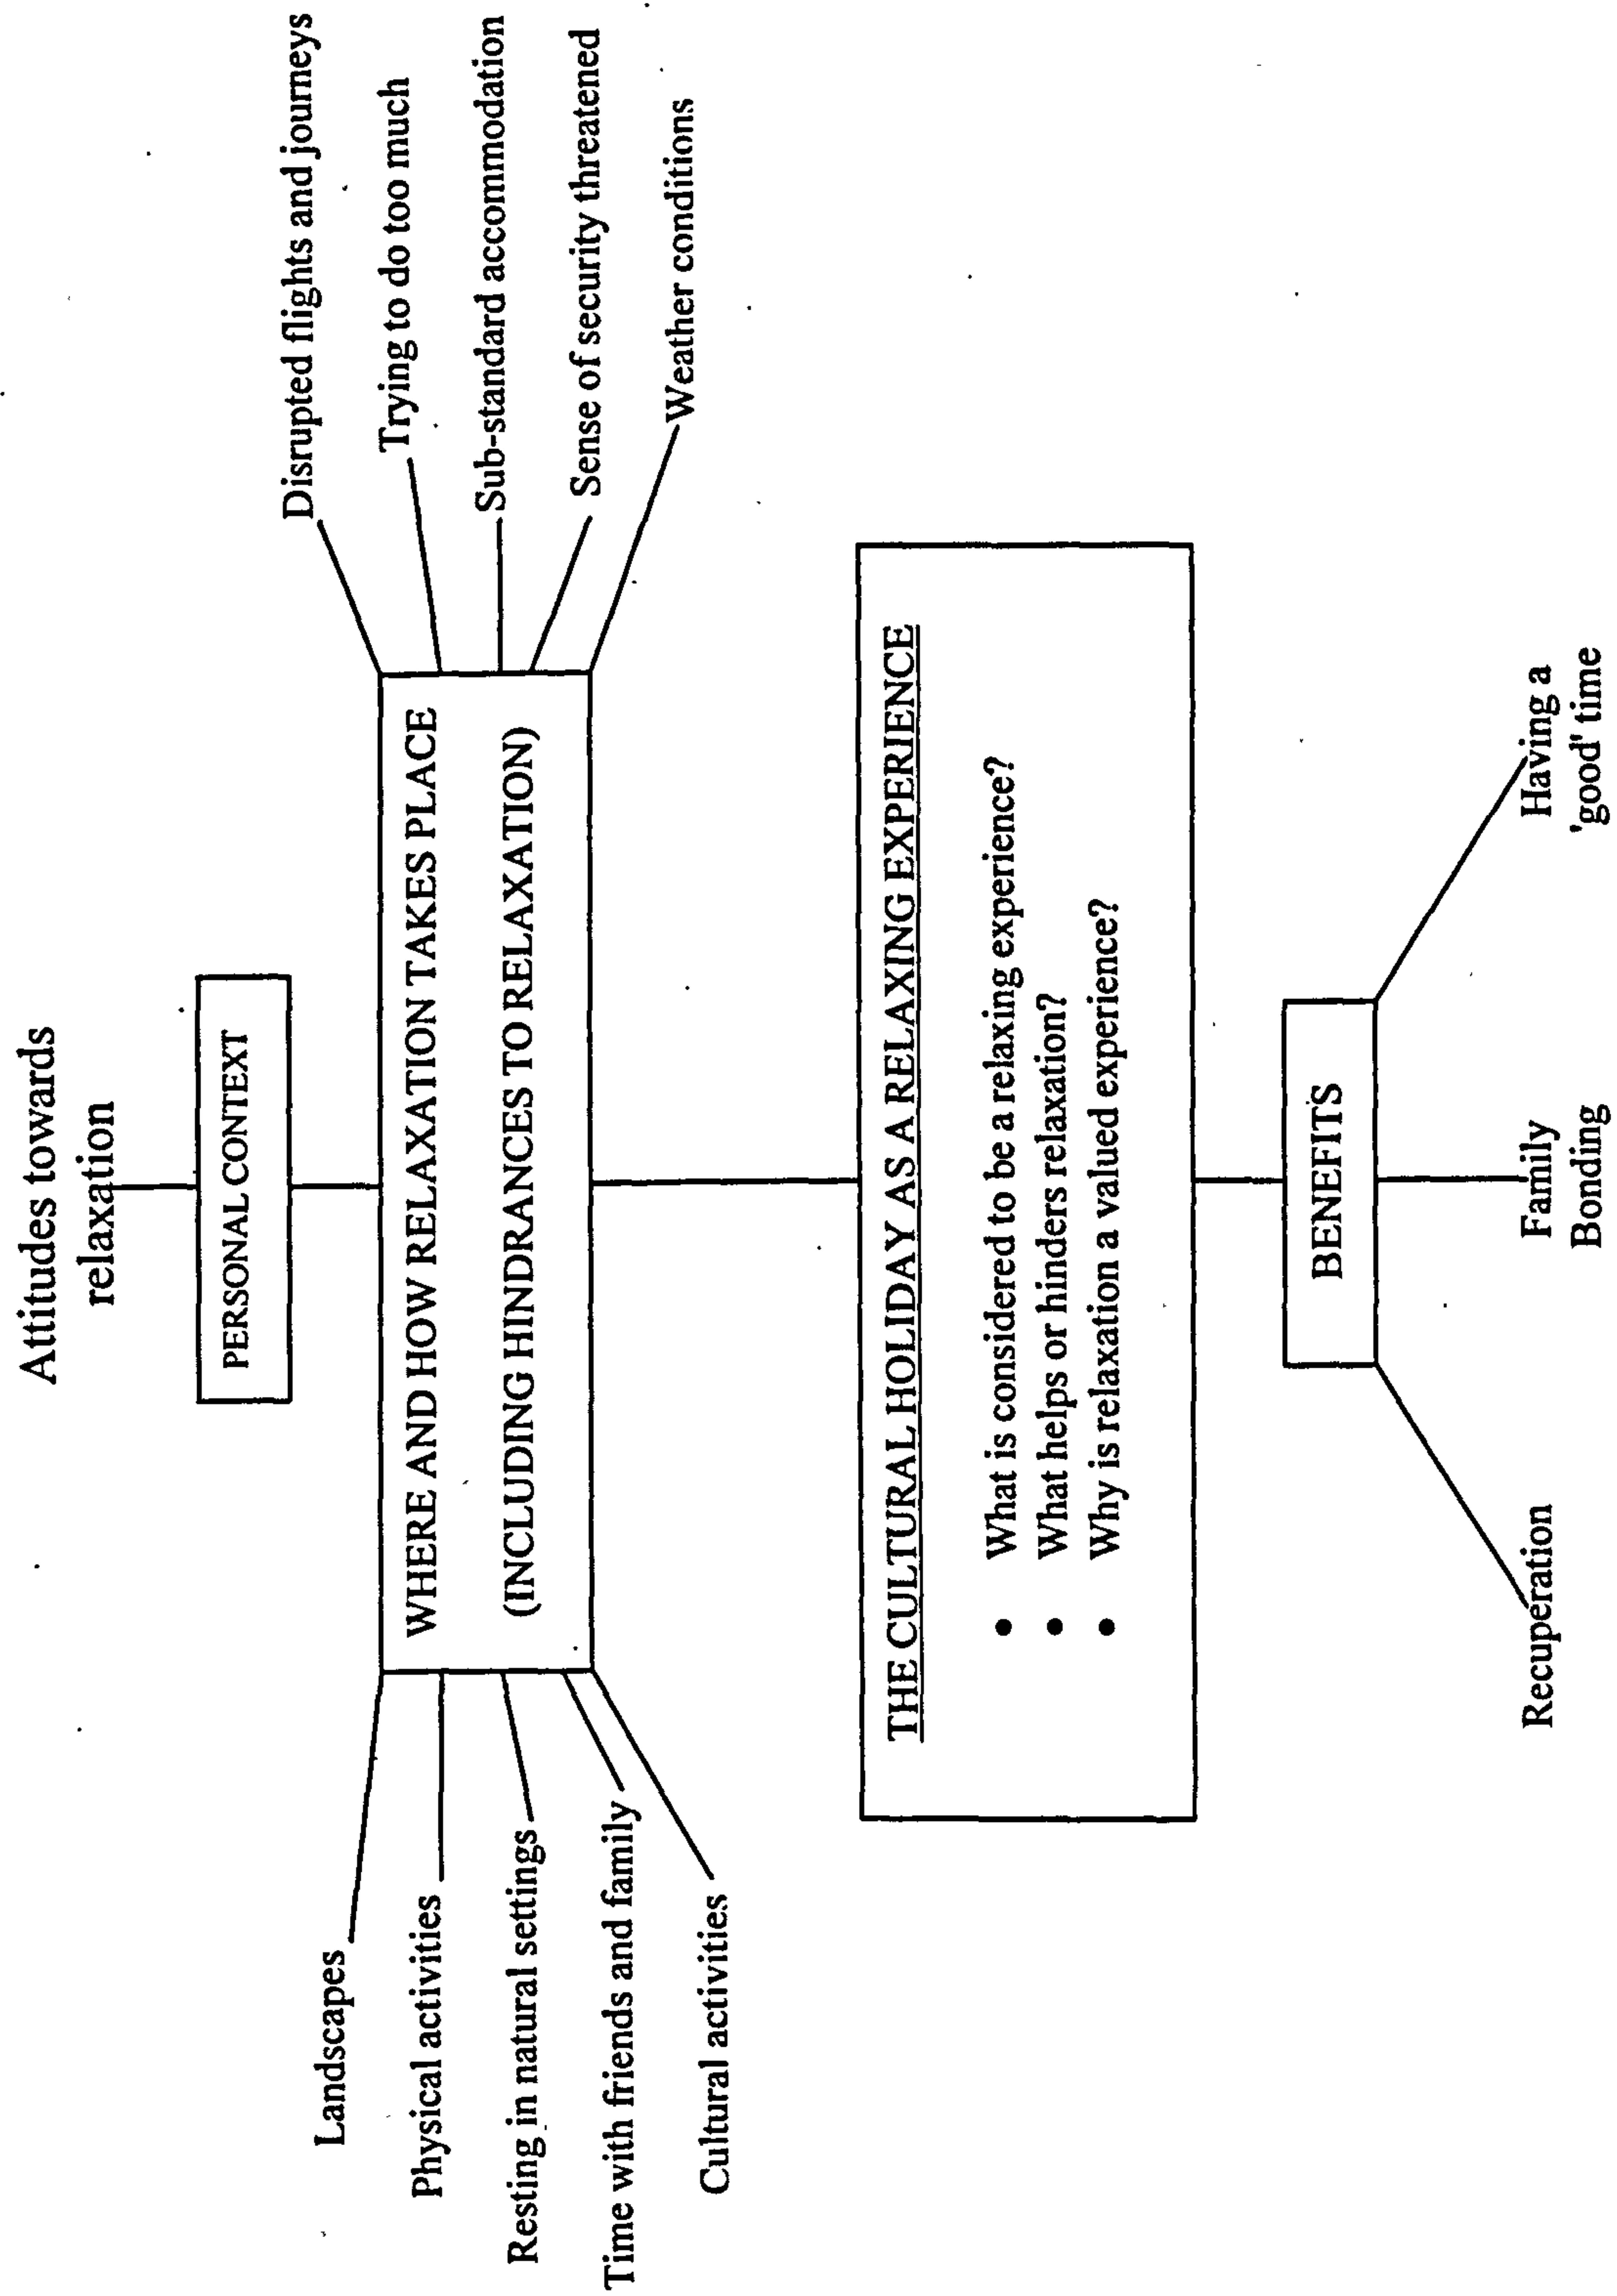 Attitudes towards
relaxation
PERSONAL CONTEXT
WHERE AND HOW RELAXATION TAKES PLACE
(INCLUDING HINDRANCES TO RELAXATION)
Landscapes
Physical activities
Resting in natural settings
Time with friends and family
Cultural activities
Disrupted flights and journeys
Trying to do too much
Sub-standard accommodation
Sense of security threatened
Weather conditions
THE CULTURAL HOLIDAY AS A RELAXING EXPERIENCE
• What is considered to be a relaxing experience?
• What helps or hinders relaxation?
• Why is relaxation a valued experience?
BENEFITS
Recuperation
Family
Bonding
Having a
'good' time